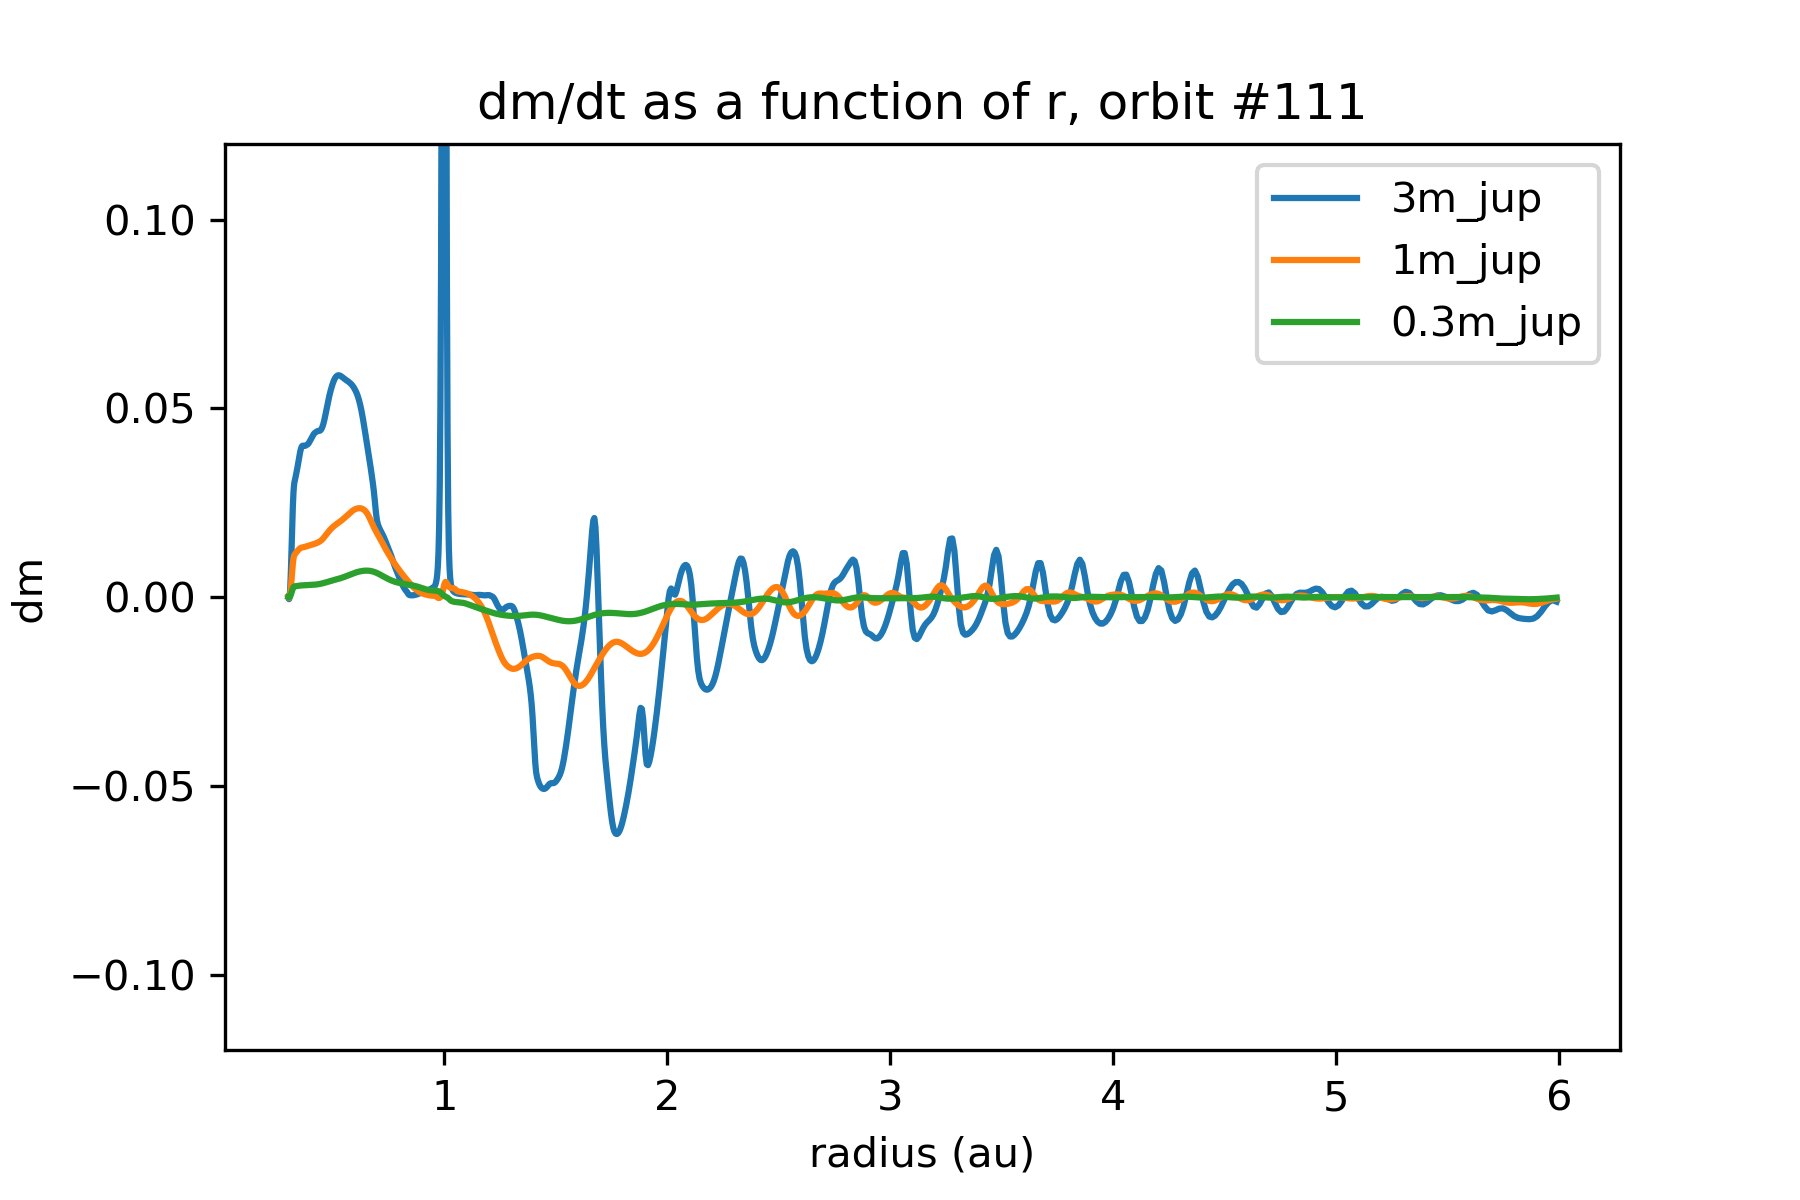 dm/dt as a function of r, orbit #111
3m_jup
1m_jup
0.3m_jup
0.10
0.05
0.00
−0.05
−0.10
dm
1 2 3 4 5 6
radius (au)